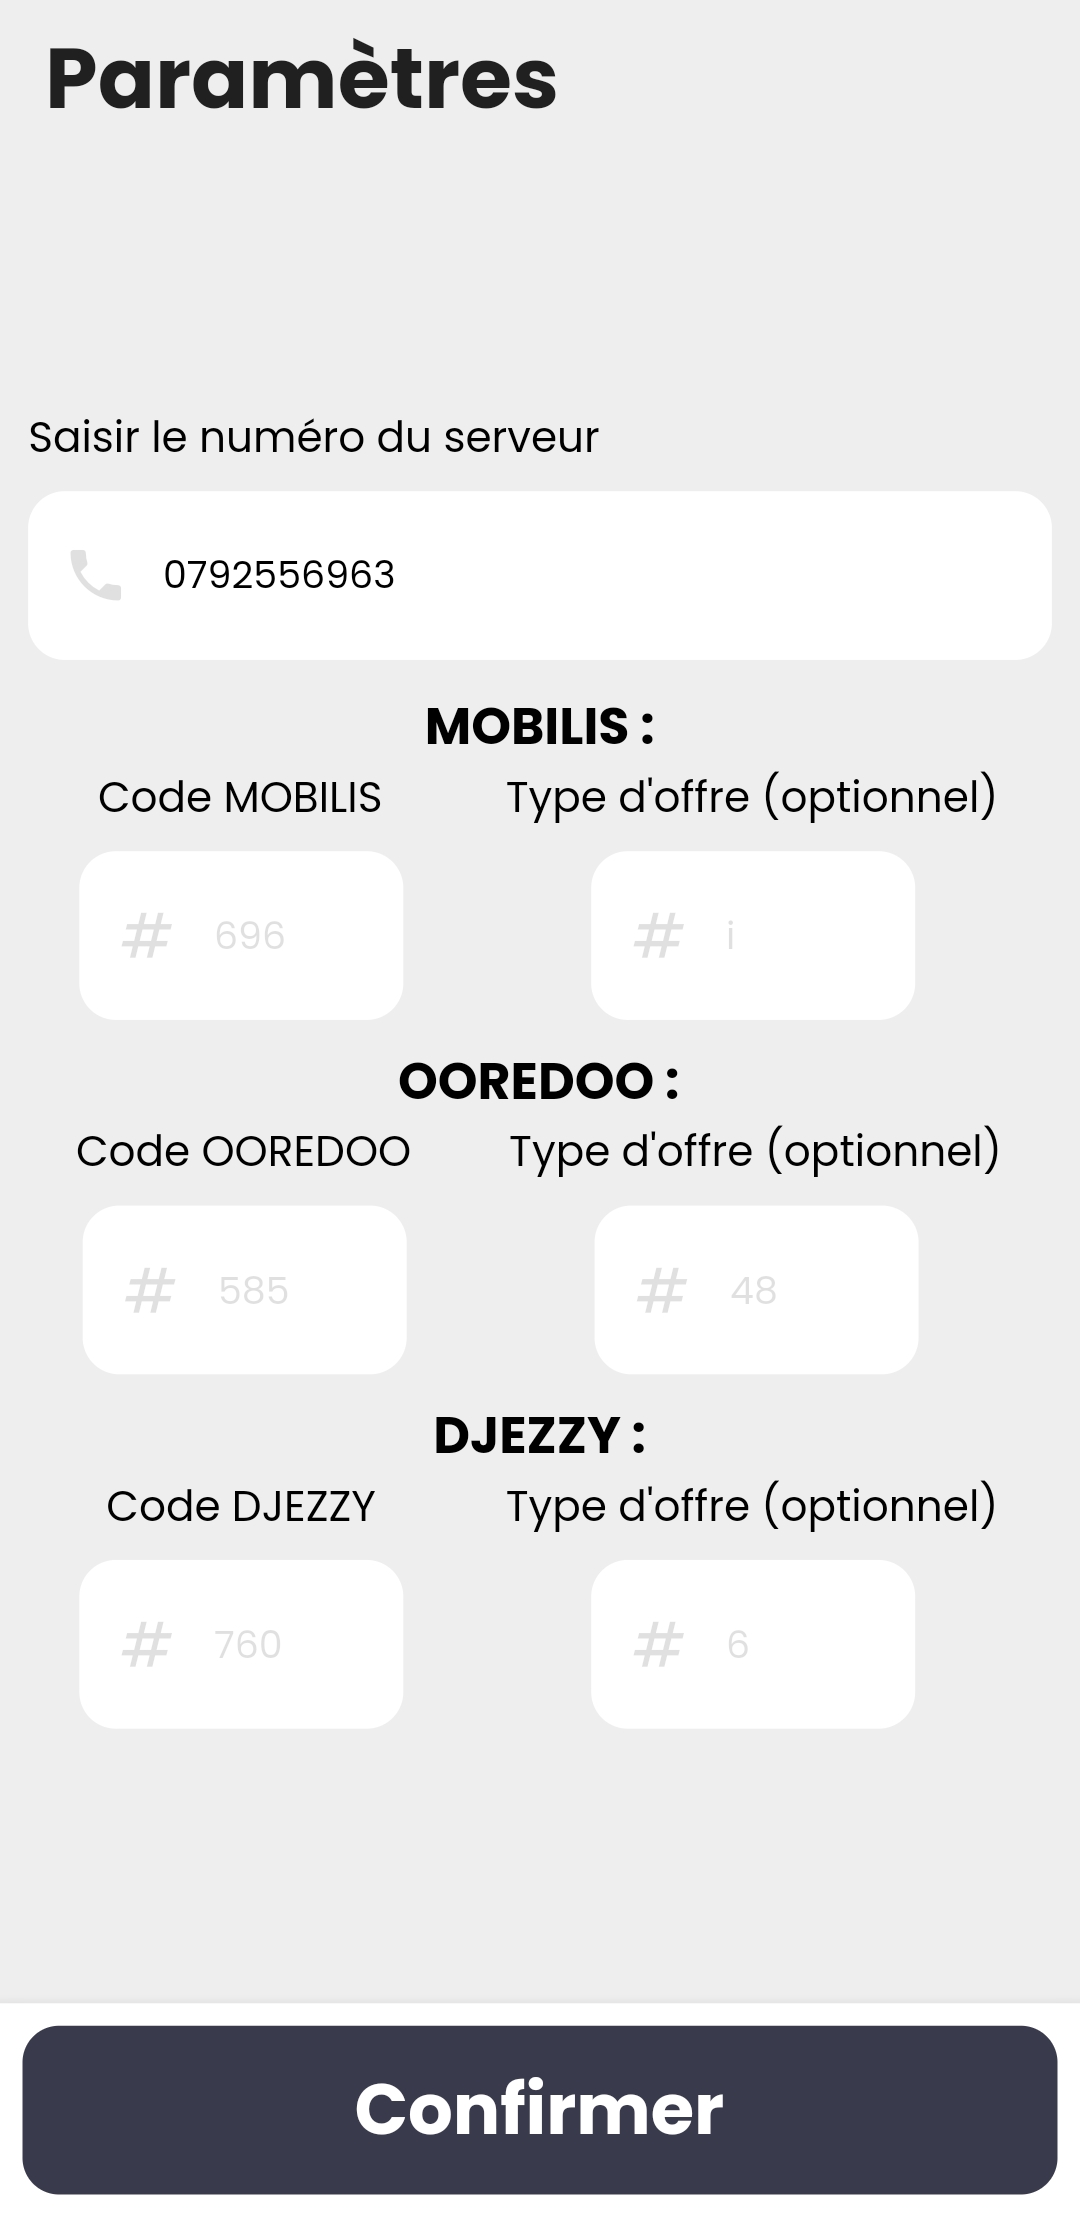 Paramètres
Saisir le numéro du serveur
0792556963
MOBILIS :
Code MOBILIS Type d'offre (optionnel)
# 696 # i
OOREDOO :
Code OOREDOO Type d'offre (optionnel)
# 585 # 48
DJEZZY :
Code DJEZZY Type d'offre (optionnel)
# 760 # 6
Confirmer